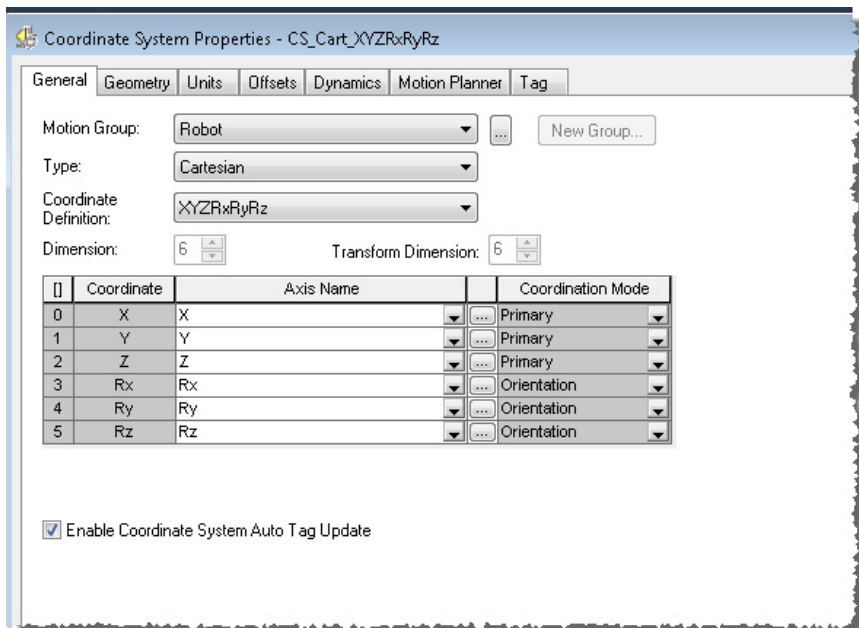 Coordinate System Properties - CS_Cart_XYZRxRyRz
General Geometry Units Offsets Dynamics Motion Planner Tag
Motion Group: Robot ... New Group...
Type: Cartesian
Coordinate Definition: XYZRxRyRz
Dimension: 6 Transform Dimension: 6
[] Coordinate Axis Name Coordination Mode
0 X X ... Primary
1 Y Y ... Primary
2 Z Z ... Primary
3 Rx Rx ... Orientation
4 Ry Ry ... Orientation
5 Rz Rz ... Orientation
Enable Coordinate System Auto Tag Update